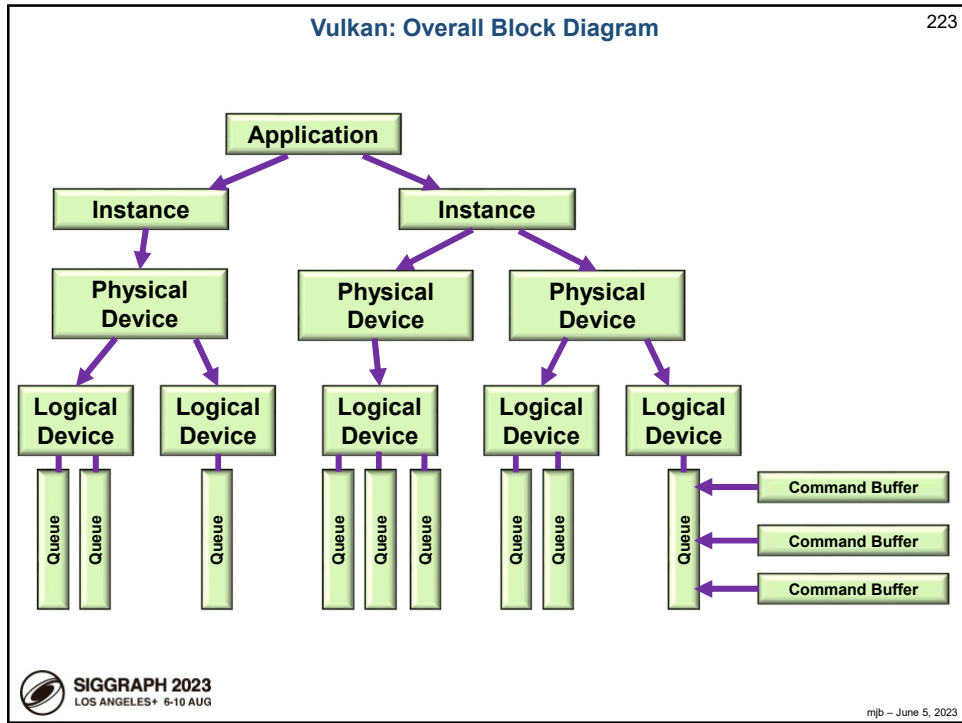 Vulkan: Overall Block Diagram
223
Application
Instance
Instance
Physical
Device
Physical
Device
Physical
Device
Logical
Device
Logical
Device
Logical
Device
Logical
Device
Logical
Device
Queue
Queue
Queue
Queue
Queue
Queue
Queue
Queue
Queue
Command Buffer
Command Buffer
Command Buffer
SIGGRAPH 2023
LOS ANGELES+ 6-10 AUG
mjb – June 5, 2023